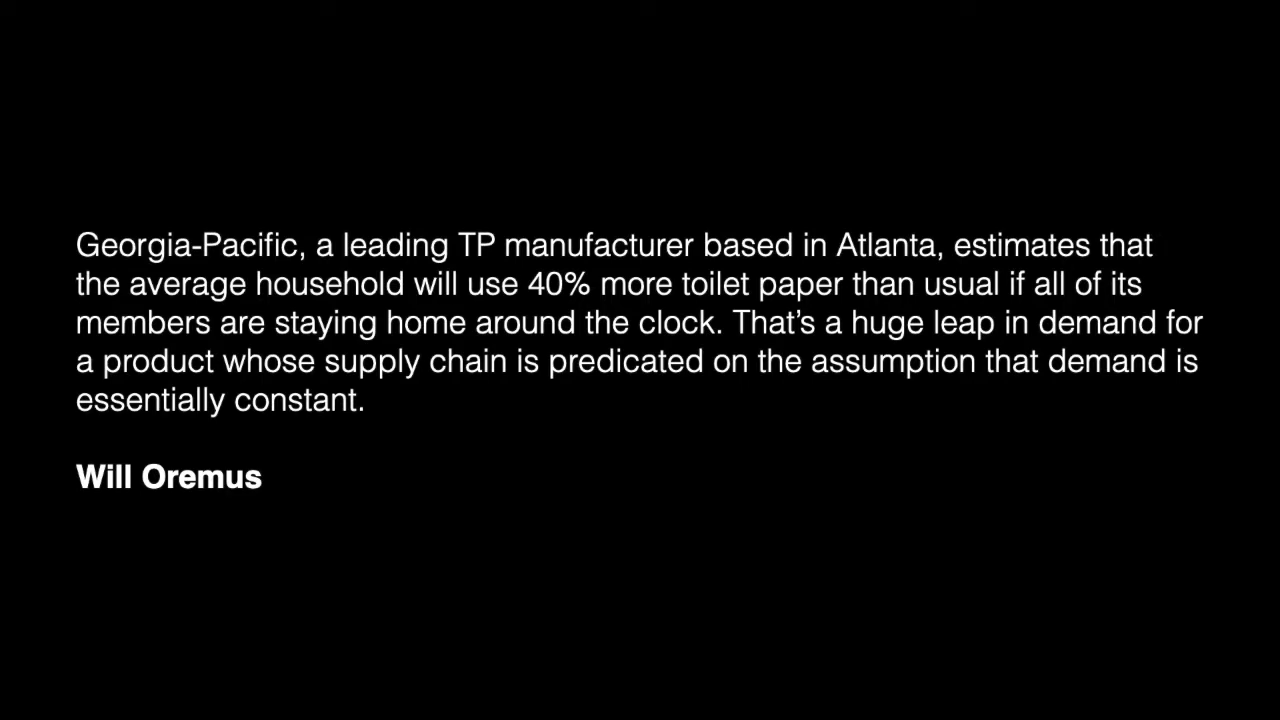 Georgia-Pacific, a leading TP manufacturer based in Atlanta, estimates that
the average household will use 40% more toilet paper than usual if all of its
members are staying home around the clock. That’s a huge leap in demand for
a product whose supply chain is predicated on the assumption that demand is
essentially constant.
Will Oremus